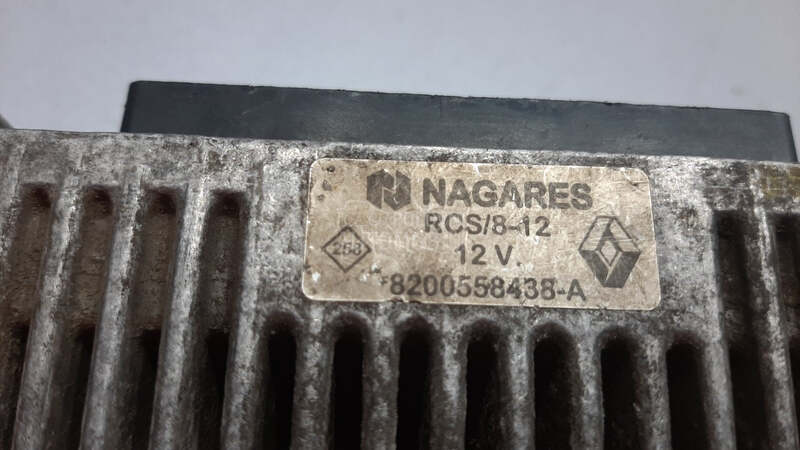 NAGARES
RCS/8-12
12 V.
8200558438-A